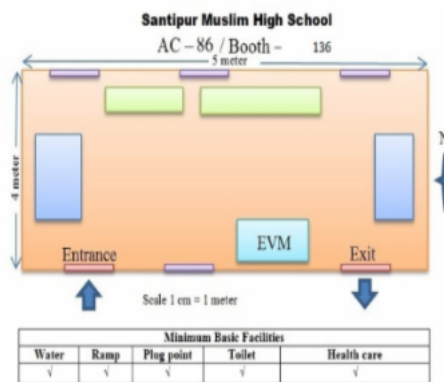 Santipur Muslim High School
AC – 86 / Booth – 136
5 meter
4 meter
N
EVM
Entrance
Exit
Scale 1 cm = 1 meter
Minimum Basic Facilities
Water Ramp Plug point Toilet Health care
√ √ √ √ √